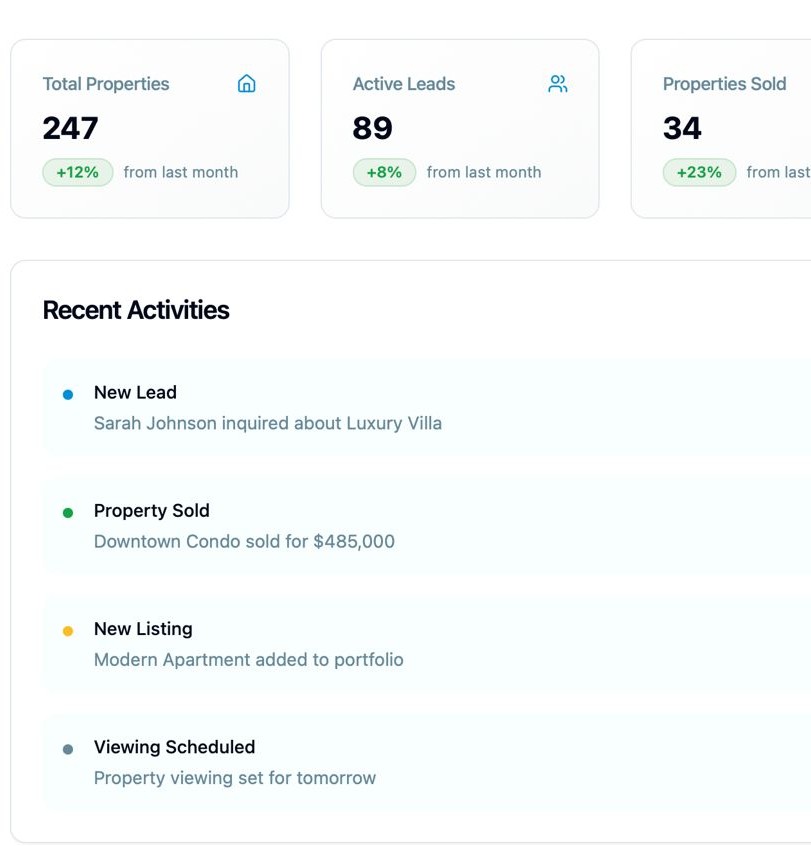 Total Properties
247
+12% from last month
Active Leads
89
+8% from last month
Properties Sold
34
+23% from last
Recent Activities
New Lead
Sarah Johnson inquired about Luxury Villa
Property Sold
Downtown Condo sold for $485,000
New Listing
Modern Apartment added to portfolio
Viewing Scheduled
Property viewing set for tomorrow